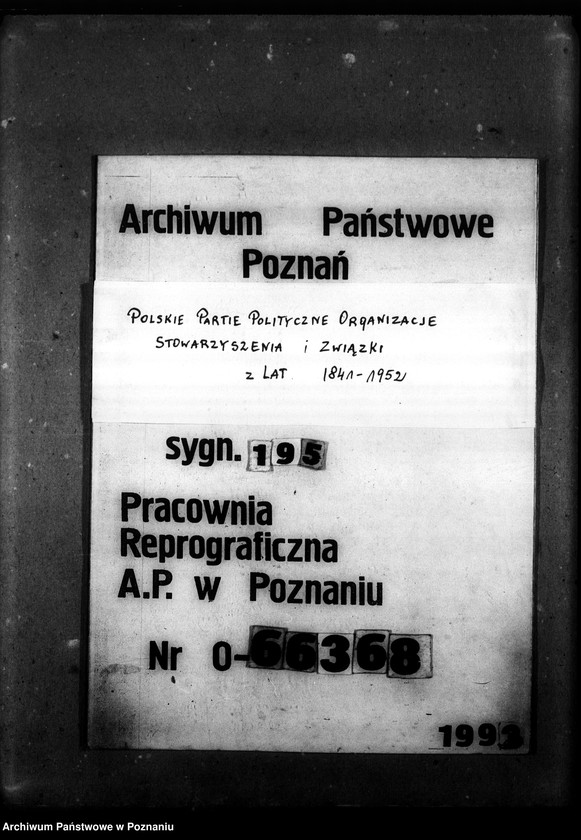 Archiwum Państwowe
Poznań
POLSKIE PARTIE POLITYCZNE ORGANIZACJE
STOWARZYSZENIA i ZWIĄZKI
z LAT 1841-1952
sygn. 195
Pracownia
Reprograficzna
A.P. w Poznaniu
Nr O-66368
1993
Archiwum Państwowe w Poznaniu